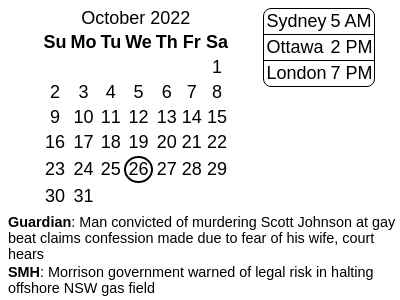 October 2022
Su Mo Tu We Th Fr Sa
1
2 3 4 5 6 7 8
9 10 11 12 13 14 15
16 17 18 19 20 21 22
23 24 25 26 27 28 29
30 31
Sydney 5 AM
Ottawa 2 PM
London 7 PM
Guardian: Man convicted of murdering Scott Johnson at gay
beat claims confession made due to fear of his wife, court
hears
SMH: Morrison government warned of legal risk in halting
offshore NSW gas field